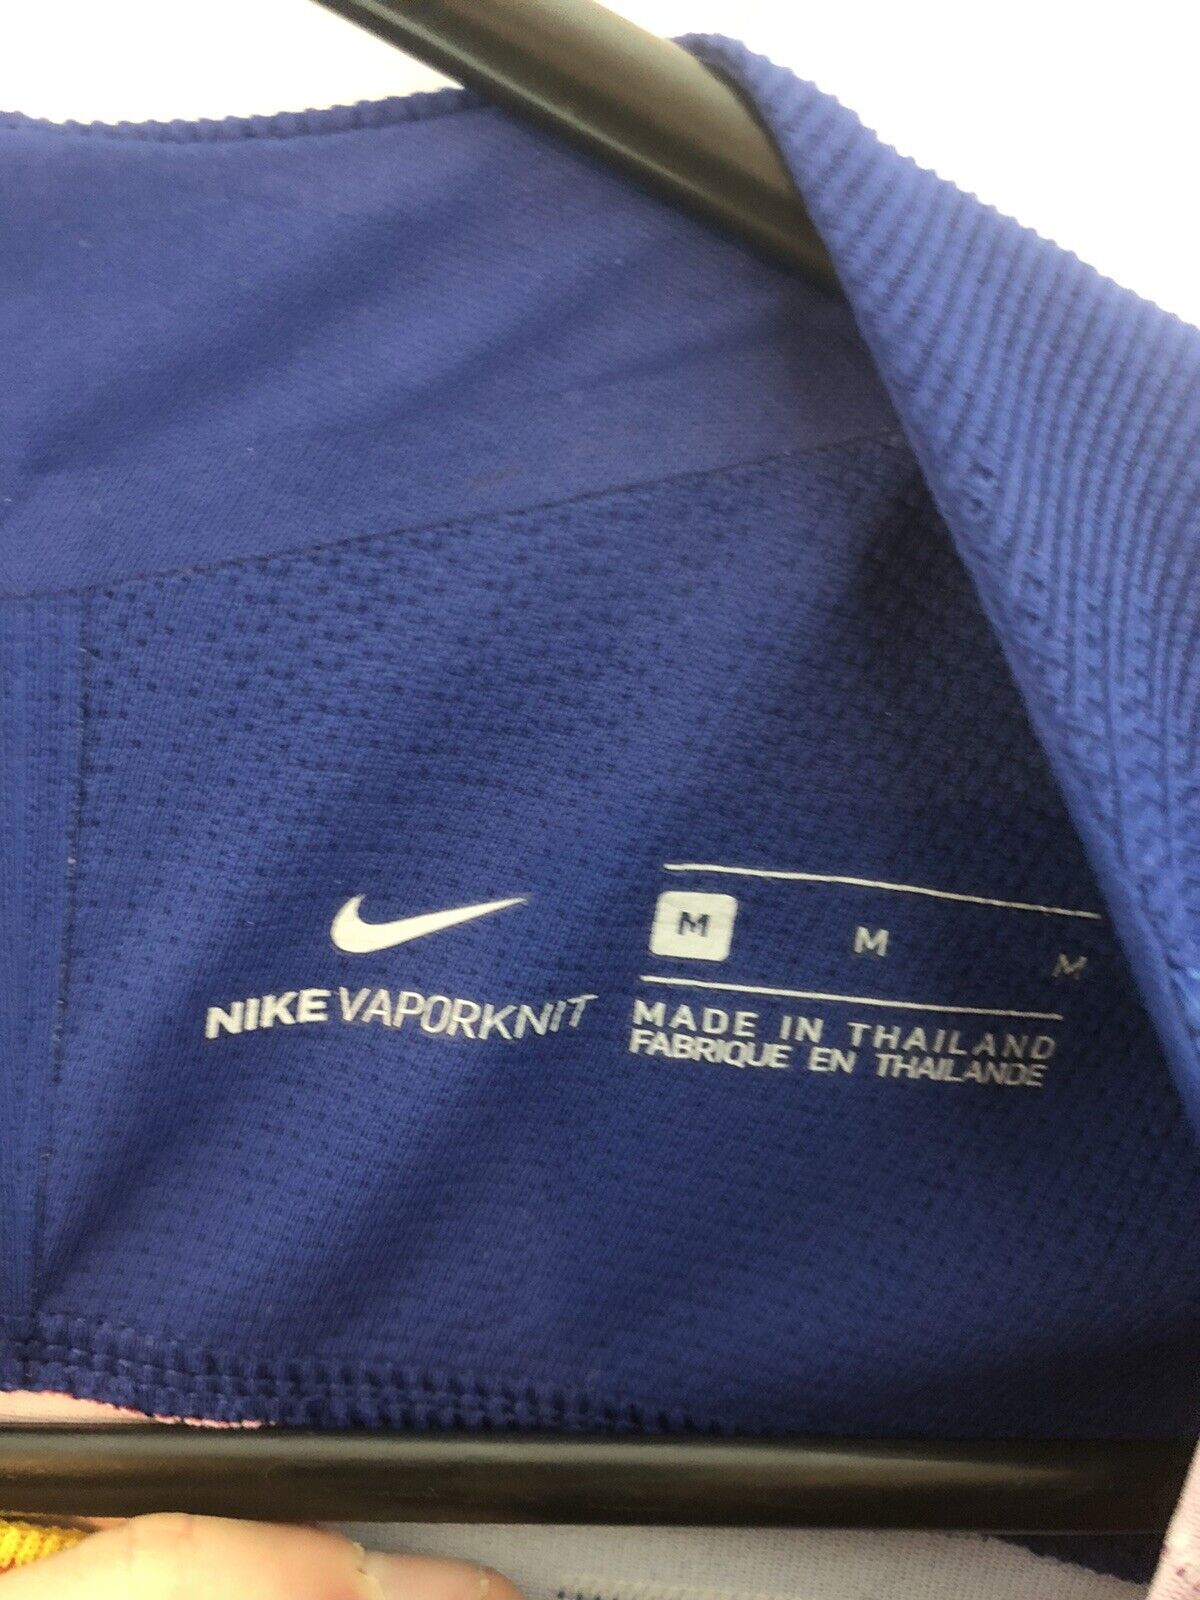 NIKE VAPORKNIT
M M M
MADE IN THAILAND
FABRIQUE EN THAILANDE